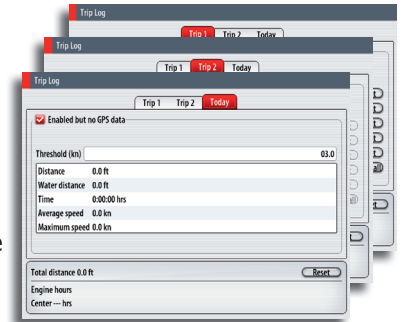 Trip Log
Trip 1 Trip 2 Today
Trip Log
Trip 1 Trip 2 Today
Trip Log
Trip 1 Trip 2 Today
Enabled but no GPS data
Threshold (kn) 03.0
Distance 0.0 ft
Water distance 0.0 ft
Time 0:00:00 hrs
Average speed 0.0 kn
Maximum speed 0.0 kn
Total distance 0.0 ft Reset
Engine hours
Center --- hrs
e